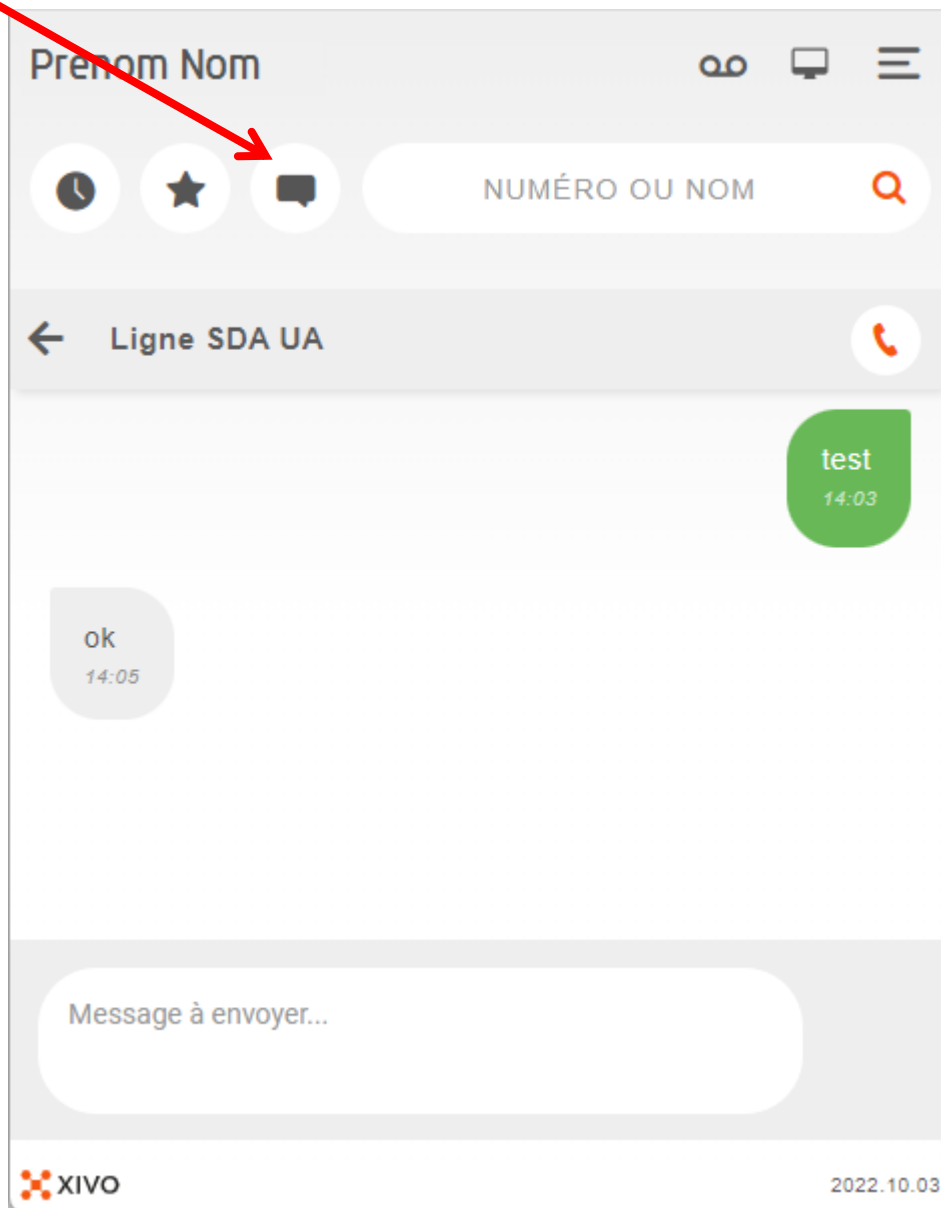 Prénom Nom
NUMÉRO OU NOM
Ligne SDA UA
test
14:03
ok
14:05
Message à envoyer...
XIVO
2022.10.03